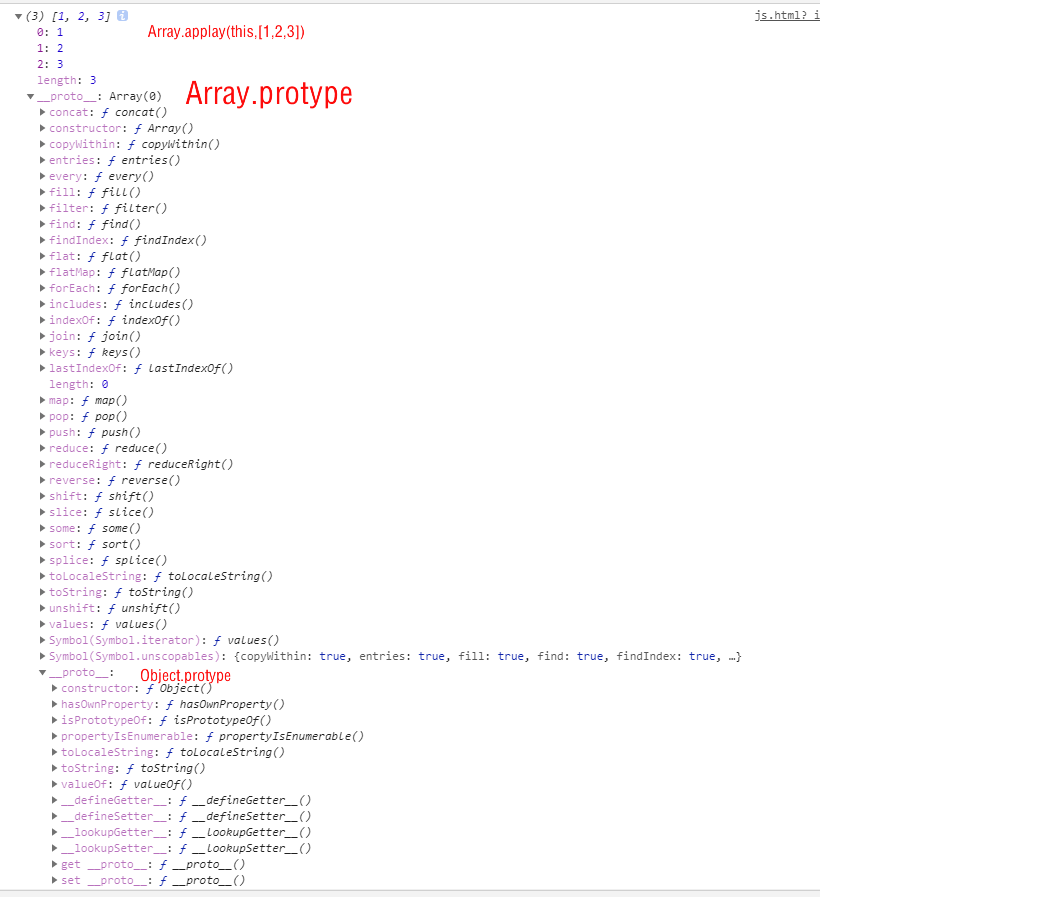 (3) [1, 2, 3] i js.html? i
0: 1 Array.applay(this,[1,2,3])
1: 2
2: 3
length: 3
__proto__: Array(0) Array.protype
concat: ƒ concat()
constructor: ƒ Array()
copyWithin: ƒ copyWithin()
entries: ƒ entries()
every: ƒ every()
fill: ƒ fill()
filter: ƒ filter()
find: ƒ find()
findIndex: ƒ findIndex()
flat: ƒ flat()
flatMap: ƒ flatMap()
forEach: ƒ forEach()
includes: ƒ includes()
indexOf: ƒ indexOf()
join: ƒ join()
keys: ƒ keys()
lastIndexOf: ƒ lastIndexOf()
length: 0
map: ƒ map()
pop: ƒ pop()
push: ƒ push()
reduce: ƒ reduce()
reduceRight: ƒ reduceRight()
reverse: ƒ reverse()
shift: ƒ shift()
slice: ƒ slice()
some: ƒ some()
sort: ƒ sort()
splice: ƒ splice()
toLocaleString: ƒ toLocaleString()
toString: ƒ toString()
unshift: ƒ unshift()
values: ƒ values()
Symbol(Symbol.iterator): ƒ values()
Symbol(Symbol.unscopables): {copyWithin: true, entries: true, fill: true, find: true, findIndex: true, …}
__proto__: Object.protype
constructor: ƒ Object()
hasOwnProperty: ƒ hasOwnProperty()
isPrototypeOf: ƒ isPrototypeOf()
propertyIsEnumerable: ƒ propertyIsEnumerable()
toLocaleString: ƒ toLocaleString()
toString: ƒ toString()
valueOf: ƒ valueOf()
__defineGetter__: ƒ __defineGetter__()
__defineSetter__: ƒ __defineSetter__()
__lookupGetter__: ƒ __lookupGetter__()
__lookupSetter__: ƒ __lookupSetter__()
get __proto__: ƒ __proto__()
set __proto__: ƒ __proto__()